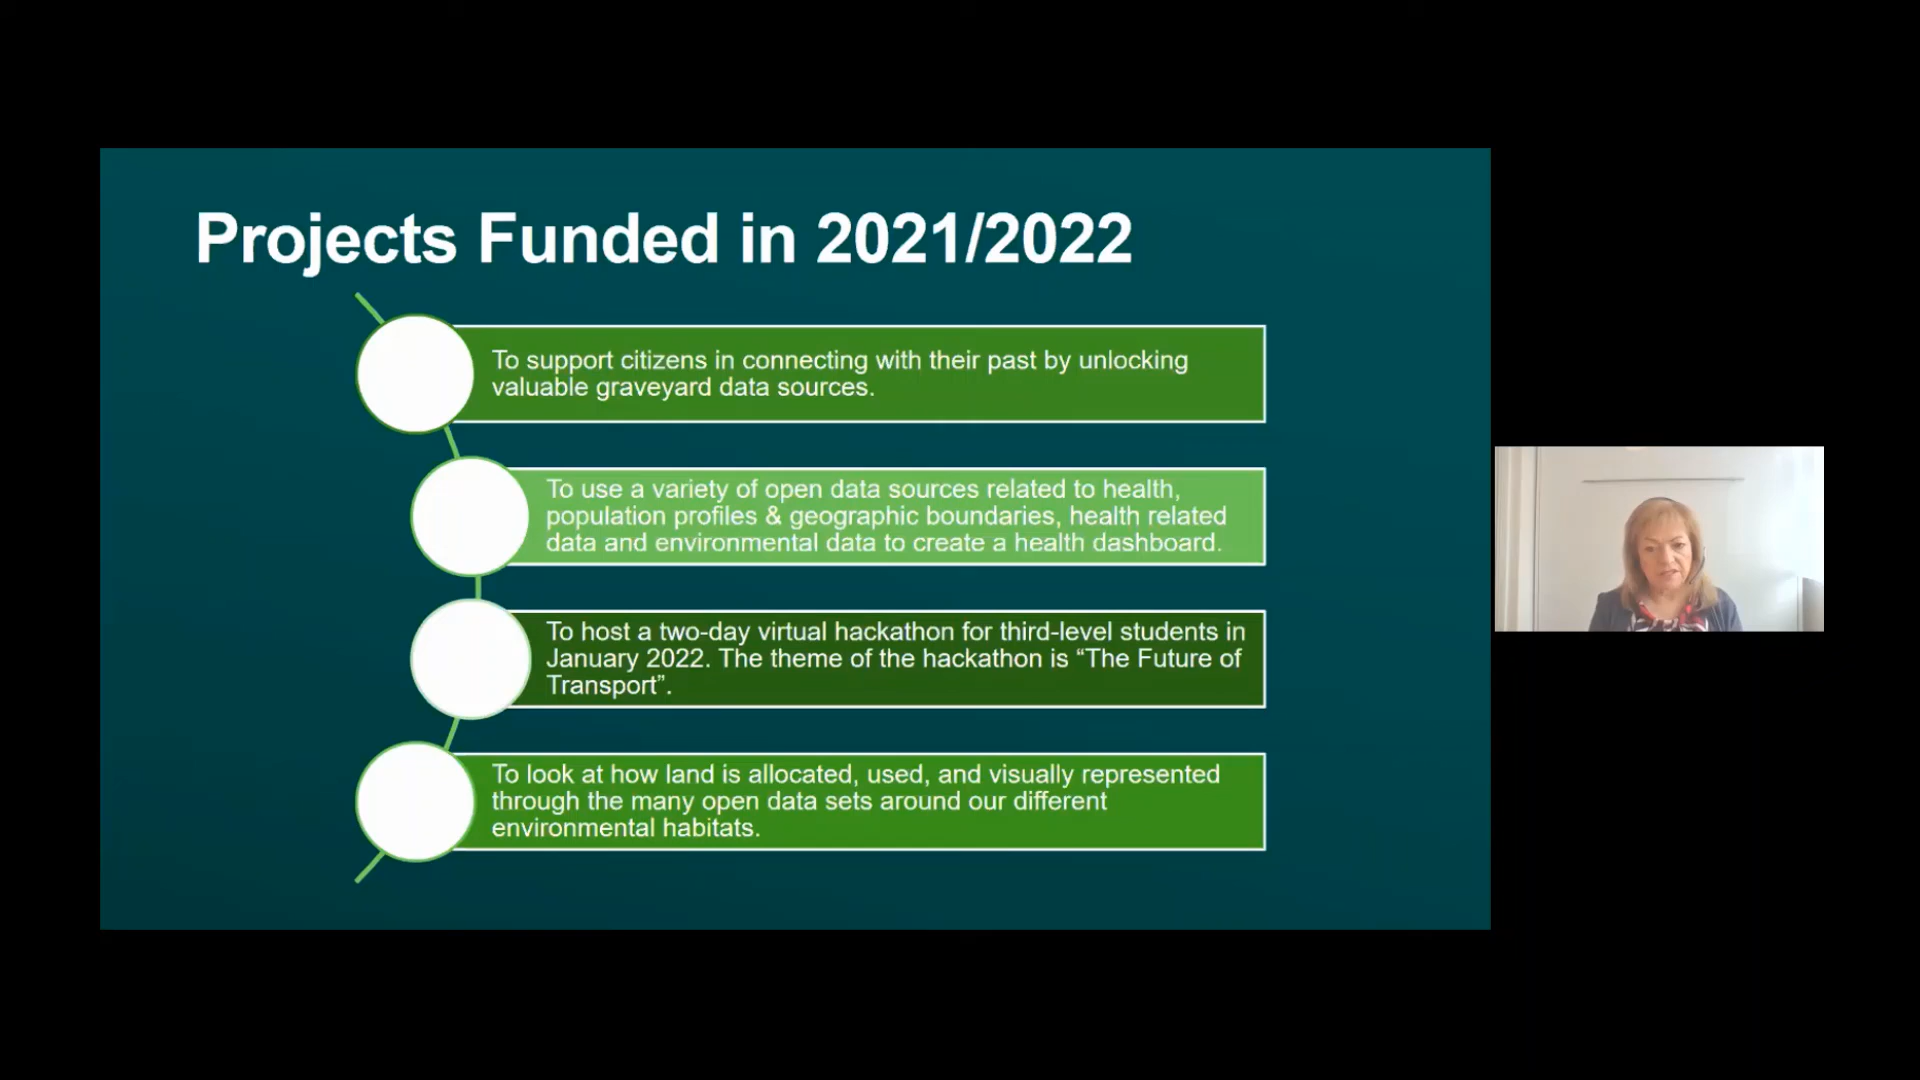 Projects Funded in 2021/2022
To support citizens in connecting with their past by unlocking
valuable graveyard data sources.
To use a variety of open data sources related to health,
population profiles & geographic boundaries, health related
data and environmental data to create a health dashboard.
To host a two-day virtual hackathon for third-level students in
January 2022. The theme of the hackathon is “The Future of
Transport”.
To look at how land is allocated, used, and visually represented
through the many open data sets around our different
environmental habitats.